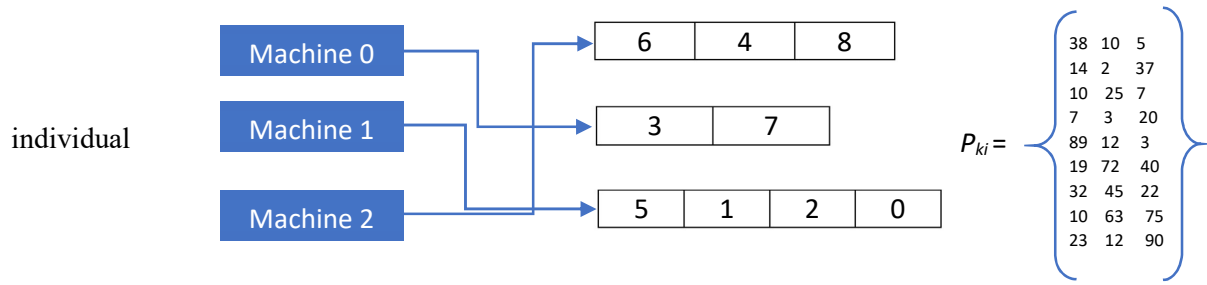 individual
Machine 0
Machine 1
Machine 2
6 4 8
3 7
5 1 2 0
Pki =
38 10 5
14 2 37
10 25 7
7 3 20
89 12 3
19 72 40
32 45 22
10 63 75
23 12 90